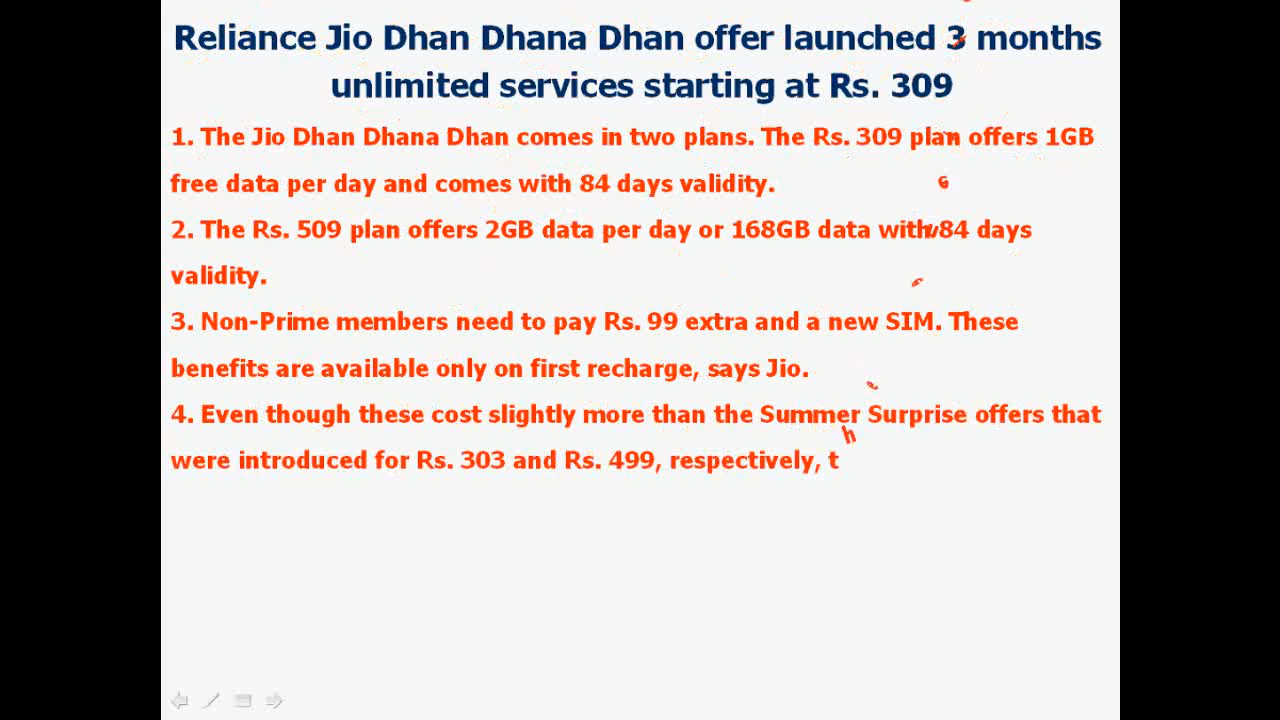 Reliance Jio Dhan Dhana Dhan offer launched 3 months
unlimited services starting at Rs. 309
1. The Jio Dhan Dhana Dhan comes in two plans. The Rs. 309 plan offers 1GB
free data per day and comes with 84 days validity.
2. The Rs. 509 plan offers 2GB data per day or 168GB data with 84 days
validity.
3. Non-Prime members need to pay Rs. 99 extra and a new SIM. These
benefits are available only on first recharge, says Jio.
4. Even though these cost slightly more than the Summer Surprise offers that
were introduced for Rs. 303 and Rs. 499, respectively, t
h